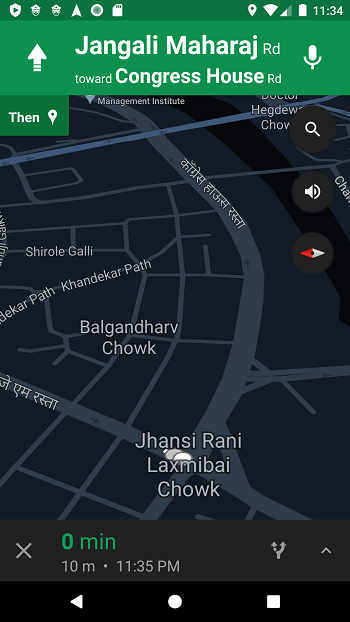 11:34
Jangali Maharaj Rd
toward Congress House Rd
Then
Management Institute
Doctor
Hegdewa
Chow
काँग्रेस हाऊस रस्ता
Shirole Galli
Khandekar Path
dekar Path
Balgandharv
Chowk
जे एम रस्ता
Jhansi Rani
Laxmibai
Chowk
0 min
10 m • 11:35 PM